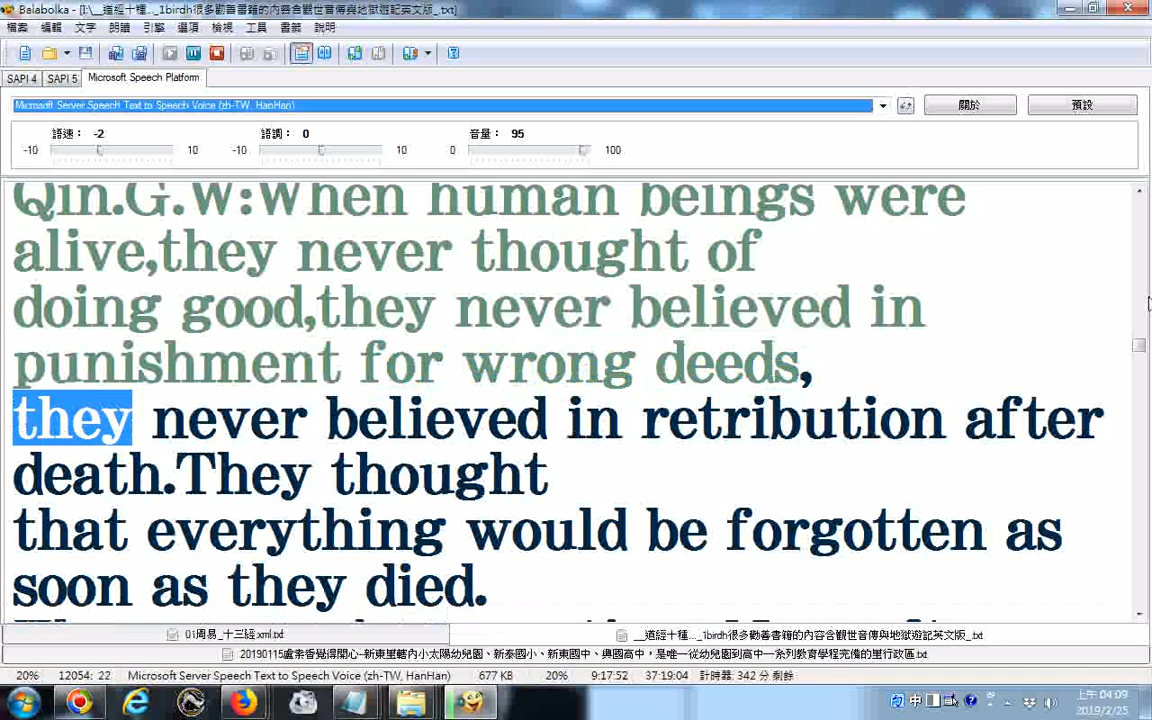 Balabolka - [I:\__道經十種..._1birdh很多勸善書籍的內容含觀世音傳與地獄遊記英文版_.txt]
檔案 編輯 文字 朗讀 引擎 選項 檢視 工具 書籤 說明
SAPI 4 SAPI 5 Microsoft Speech Platform
Microsoft Server Speech Text to Speech Voice (zh-TW, HanHan)
關於 預設
語速： -2 語調： 0 音量： 95
-10 10 -10 10 0 100
Qin.G.W:When human beings were
alive,they never thought of
doing good,they never believed in
punishment for wrong deeds,
they never believed in retribution after
death.They thought
that everything would be forgotten as
soon as they died.
01周易_十三經.xml.txt __道經十種..._1birdh很多勸善書籍的內容含觀世音傳與地獄遊記英文版_.txt
20190115盧素香覺得開心-新東里轄內小太陽幼兒園、新泰國小、新東國中、興國高中，是唯一從幼兒園到高中一系列教育學程完備的里行政區.txt
20% 12054: 22 Microsoft Server Speech Text to Speech Voice (zh-TW, HanHan) 677 KB 20% 9:17:52 37:19:04 計時器: 342 分 剩餘
中 上午 04:09
2019/2/25